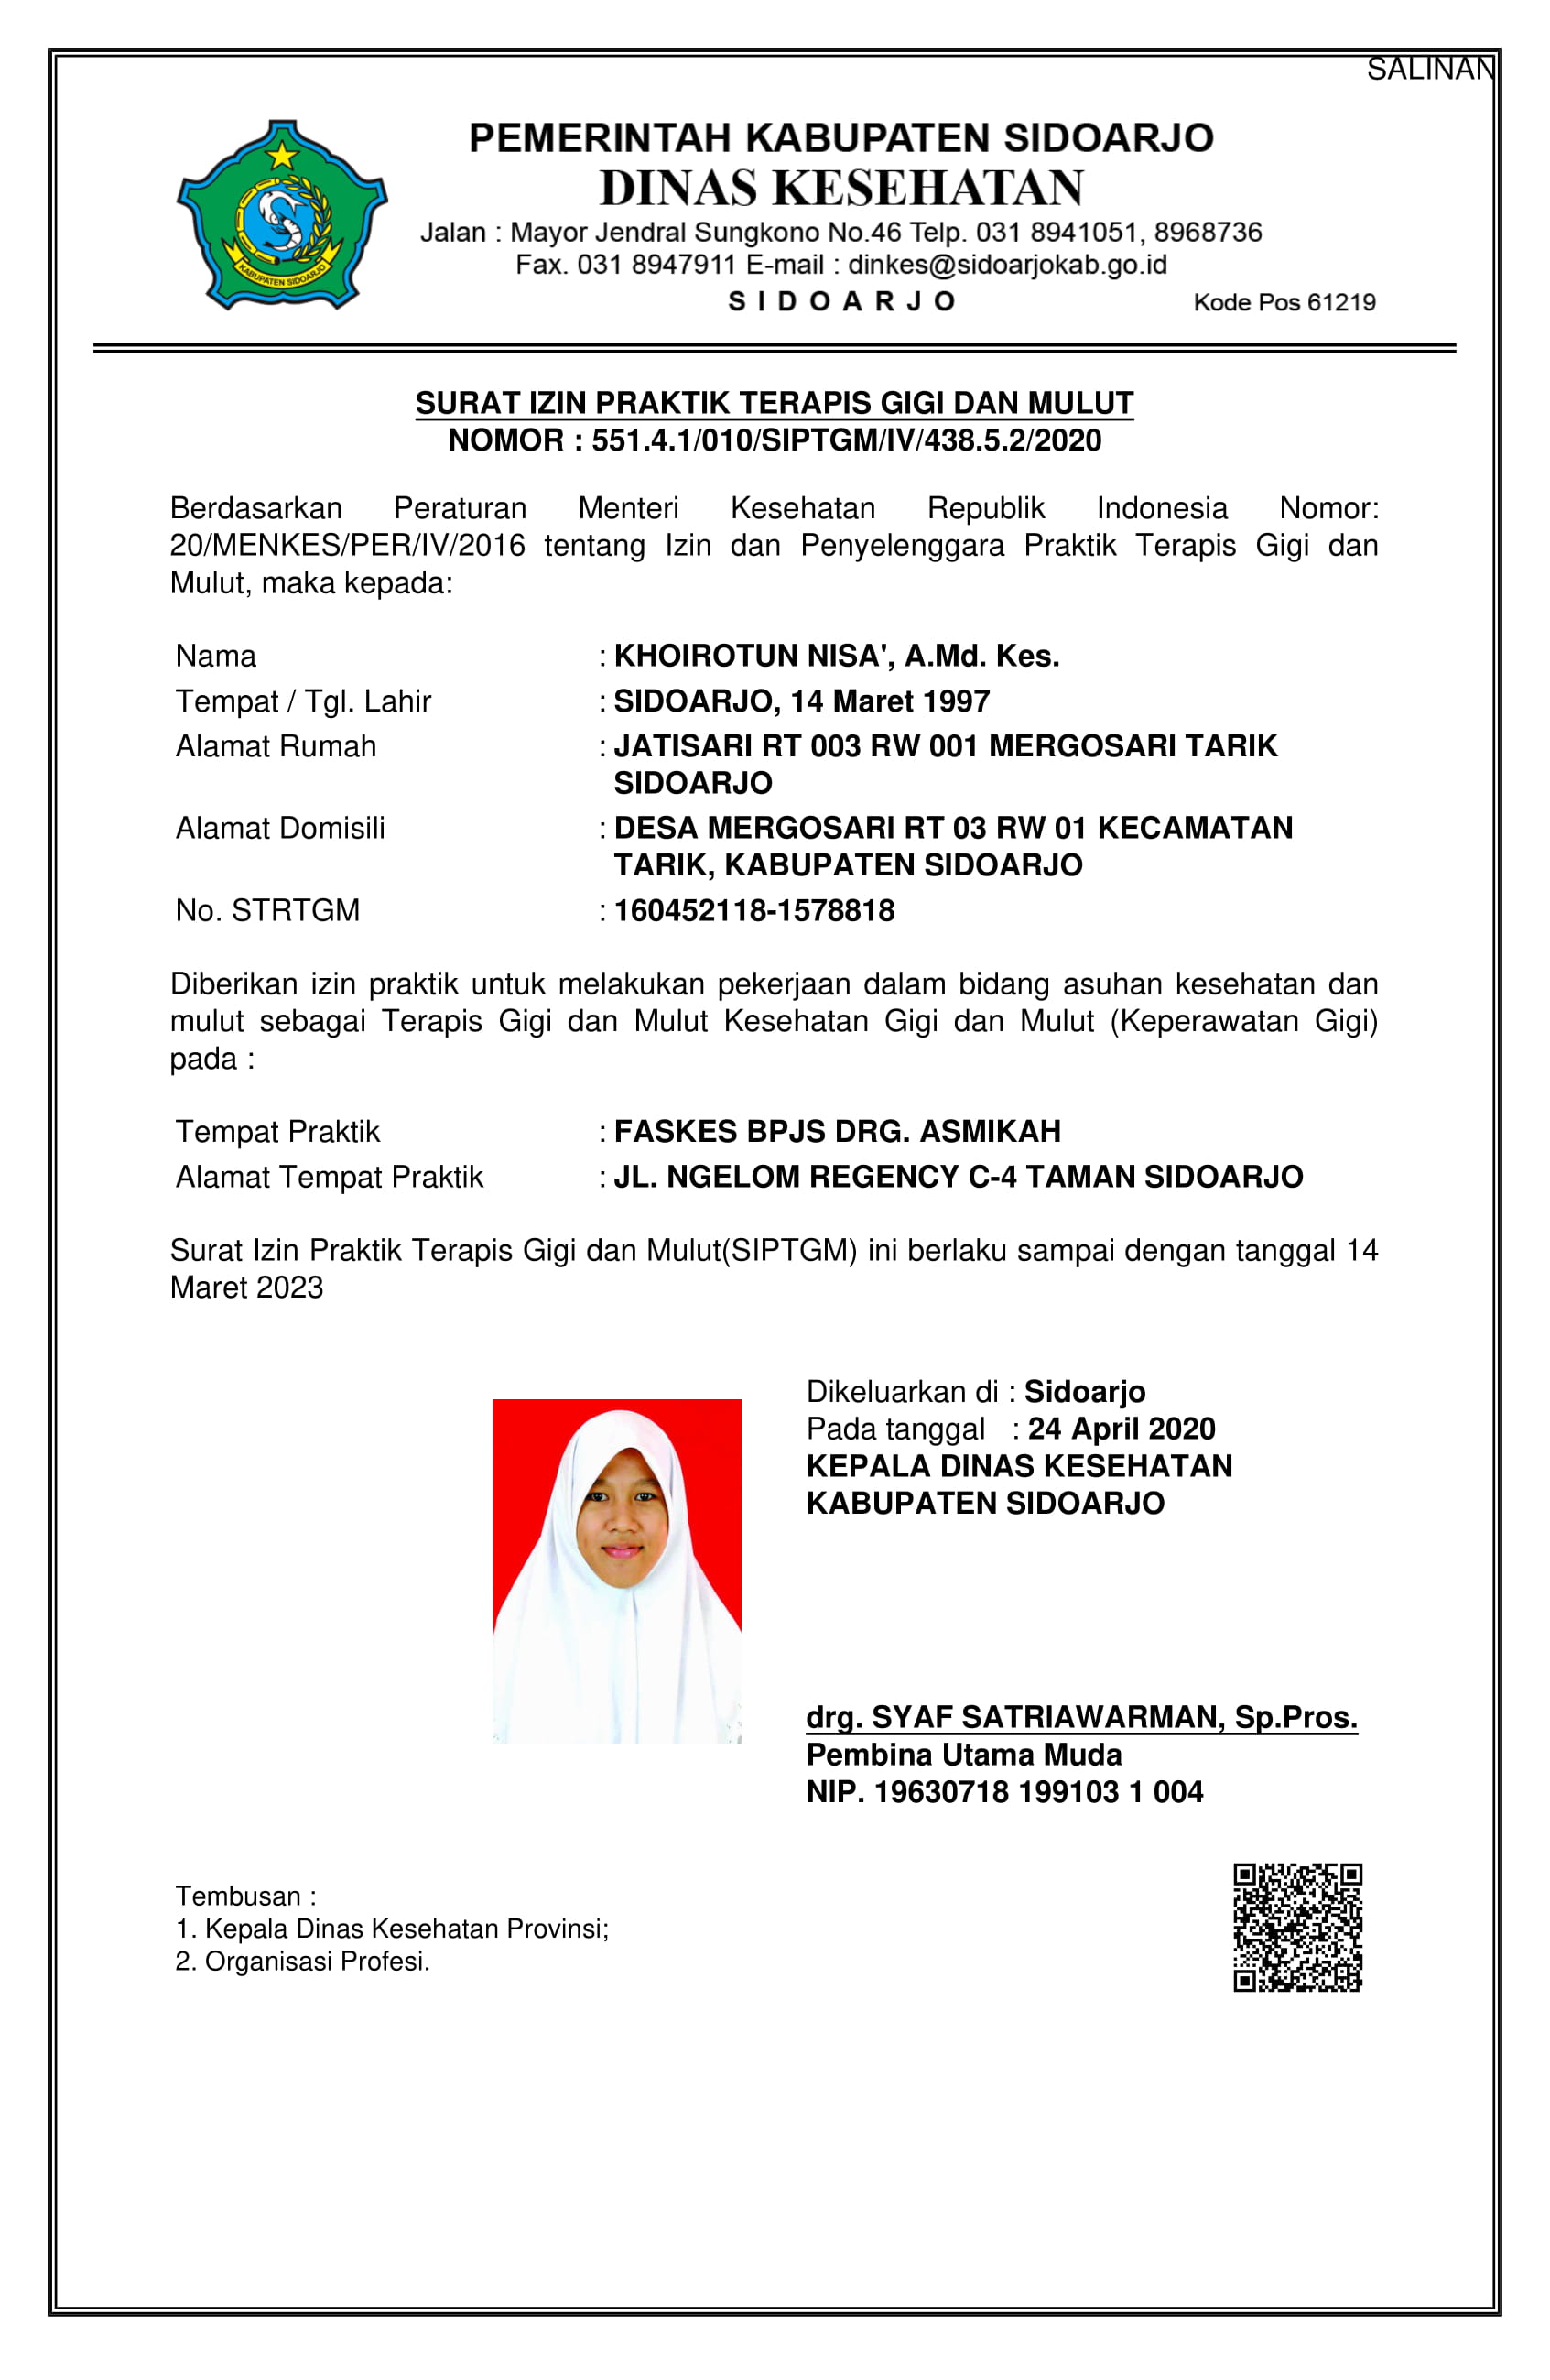 SALINAN
PEMERINTAH KABUPATEN SIDOARJO
DINAS KESEHATAN
Jalan : Mayor Jendral Sungkono No.46 Telp. 031 8941051, 8968736
Fax. 031 8947911 E-mail : dinkes@sidoarjokab.go.id
S I D O A R J O Kode Pos 61219
KABUPATEN SIDOARJO
SURAT IZIN PRAKTIK TERAPIS GIGI DAN MULUT
NOMOR : 551.4.1/010/SIPTGM/IV/438.5.2/2020
Berdasarkan Peraturan Menteri Kesehatan Republik Indonesia Nomor:
20/MENKES/PER/IV/2016 tentang Izin dan Penyelenggara Praktik Terapis Gigi dan
Mulut, maka kepada:
Nama : KHOIROTUN NISA', A.Md. Kes.
Tempat / Tgl. Lahir : SIDOARJO, 14 Maret 1997
Alamat Rumah : JATISARI RT 003 RW 001 MERGOSARI TARIK
SIDOARJO
Alamat Domisili : DESA MERGOSARI RT 03 RW 01 KECAMATAN
TARIK, KABUPATEN SIDOARJO
No. STRTGM : 160452118-1578818
Diberikan izin praktik untuk melakukan pekerjaan dalam bidang asuhan kesehatan dan
mulut sebagai Terapis Gigi dan Mulut Kesehatan Gigi dan Mulut (Keperawatan Gigi)
pada :
Tempat Praktik : FASKES BPJS DRG. ASMIKAH
Alamat Tempat Praktik : JL. NGELOM REGENCY C-4 TAMAN SIDOARJO
Surat Izin Praktik Terapis Gigi dan Mulut(SIPTGM) ini berlaku sampai dengan tanggal 14
Maret 2023
Dikeluarkan di : Sidoarjo
Pada tanggal : 24 April 2020
KEPALA DINAS KESEHATAN
KABUPATEN SIDOARJO
drg. SYAF SATRIAWARMAN, Sp.Pros.
Pembina Utama Muda
NIP. 19630718 199103 1 004
Tembusan :
1. Kepala Dinas Kesehatan Provinsi;
2. Organisasi Profesi.